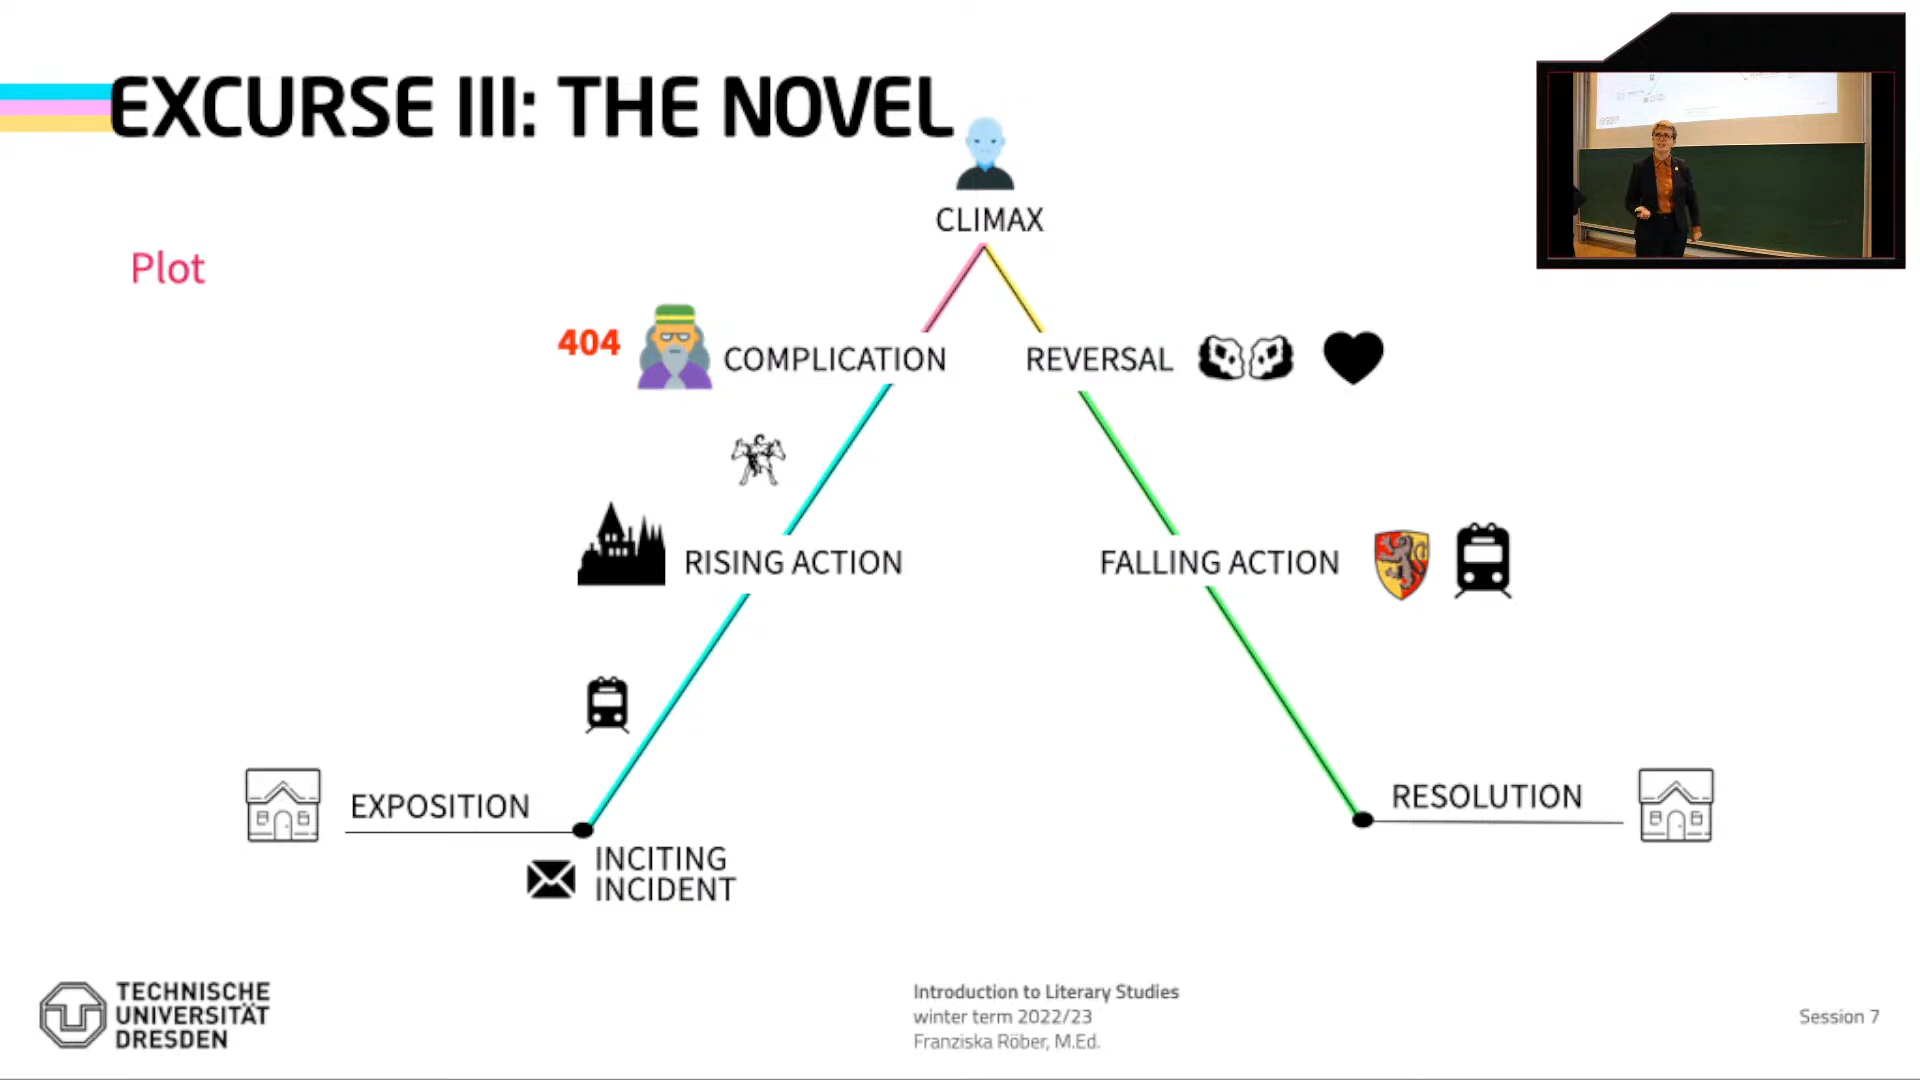 EXCURSE III: THE NOVEL
Plot
CLIMAX
404
COMPLICATION
REVERSAL
RISING ACTION
FALLING ACTION
EXPOSITION
RESOLUTION
INCITING
INCIDENT
TECHNISCHE
UNIVERSITÄT
DRESDEN
Introduction to Literary Studies
winter term 2022/23
Franziska Röber, M.Ed.
Session 7